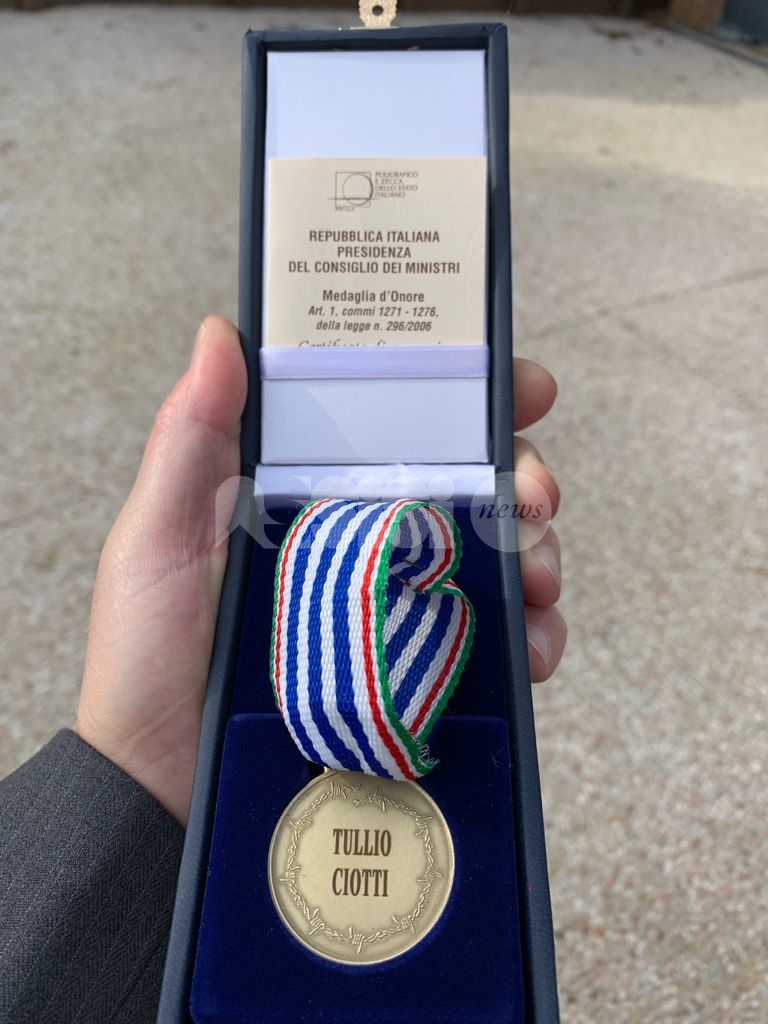 POLIGRAFICO
E ZECCA
DELLO STATO
ITALIANO
REPUBBLICA ITALIANA
PRESIDENZA
DEL CONSIGLIO DEI MINISTRI
Medaglia d'Onore
Art. 1, commi 1271 - 1276,
della legge n. 296/2006
news
TULLIO
CIOTTI